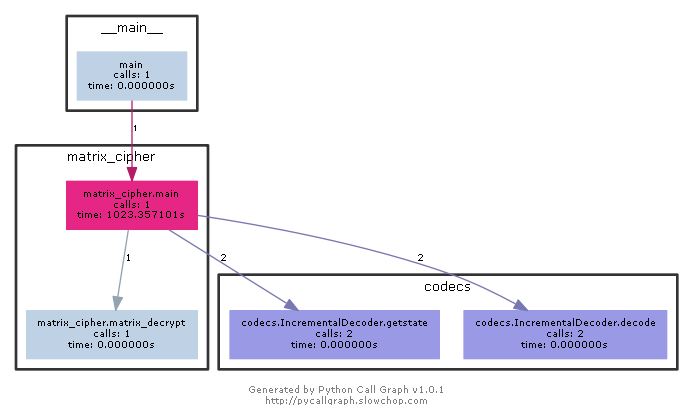 __main__
main
calls: 1
time: 0.000000s
1
matrix_cipher
matrix_cipher.main
calls: 1
time: 1023.357101s
1
2
2
codecs
matrix_cipher.matrix_decrypt
calls: 1
time: 0.000000s
codecs.IncrementalDecoder.getstate
calls: 2
time: 0.000000s
codecs.IncrementalDecoder.decode
calls: 2
time: 0.000000s
Generated by Python Call Graph v1.0.1
http://pycallgraph.slowchop.com